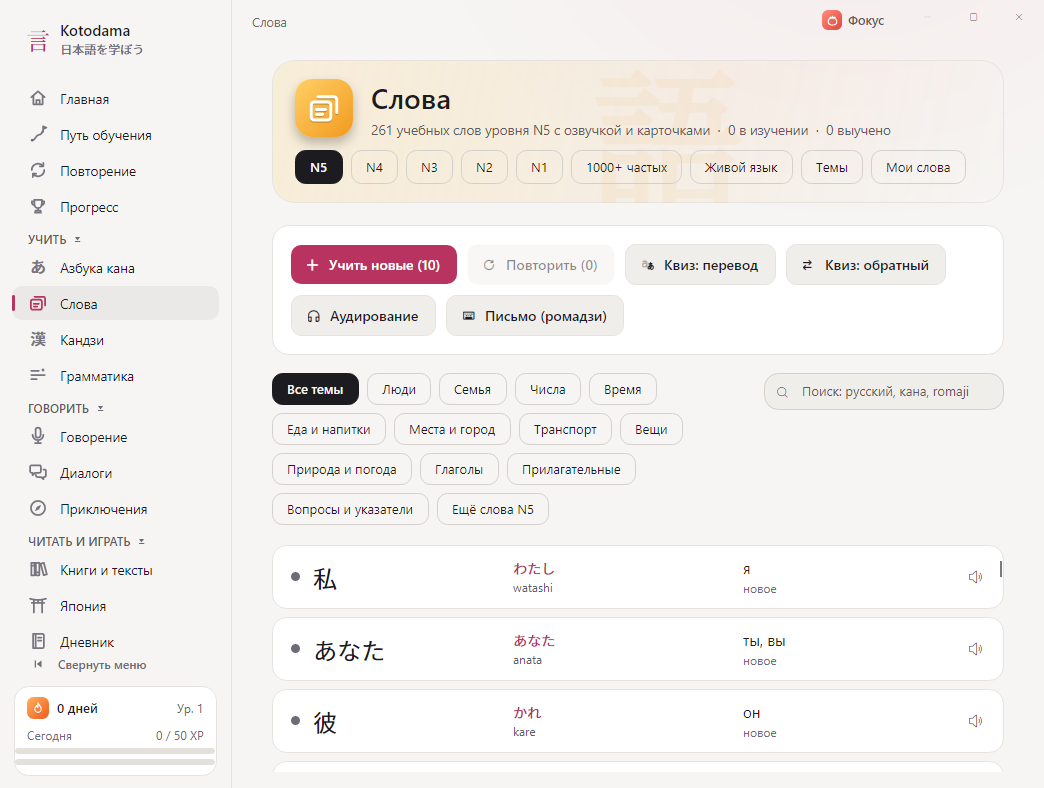 Kotodama
日本語を学ぼう
Главная
Путь обучения
Повторение
Прогресс
УЧИТЬ
あ Азбука кана
Слова
漢 Кандзи
Грамматика
ГОВОРИТЬ
Говорение
Диалоги
Приключения
ЧИТАТЬ И ИГРАТЬ
Книги и тексты
Япония
Дневник
Свернуть меню
0 дней Ур. 1
Сегодня 0 / 50 XP
Слова
Фокус
Слова
261 учебных слов уровня N5 с озвучкой и карточками · 0 в изучении · 0 выучено
N5 N4 N3 N2 N1 1000+ частых Живой язык Темы Мои слова
語
+ Учить новые (10) Повторить (0) Квиз: перевод Квиз: обратный
Аудирование Письмо (ромадзи)
Все темы Люди Семья Числа Время
Поиск: русский, кана, romaji
Еда и напитки Места и город Транспорт Вещи
Природа и погода Глаголы Прилагательные
Вопросы и указатели Ещё слова N5
私 わたし я
watashi новое
あなた あなた ты, вы
anata новое
彼 かれ он
kare новое